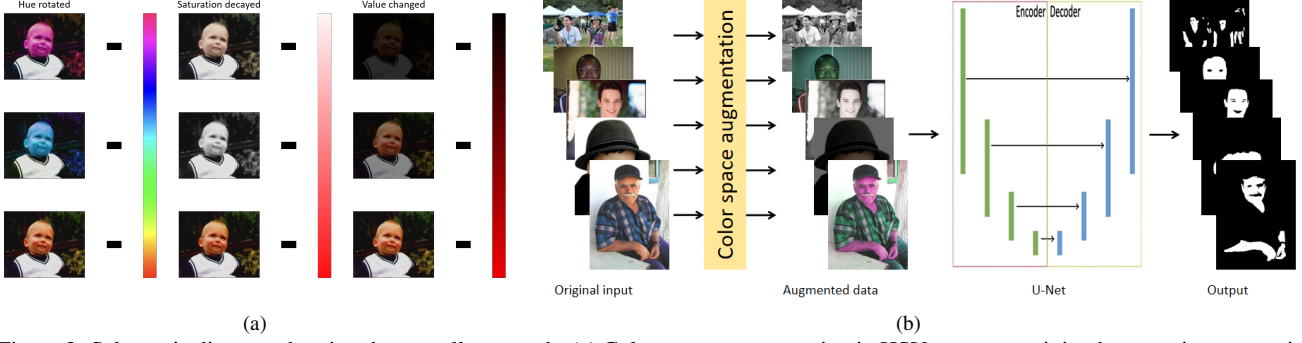 Hue rotated
Saturation decayed
Value changed
Color space augmentation
Encoder Decoder
Original input
Augmented data
U-Net
Output
(a)
(b)